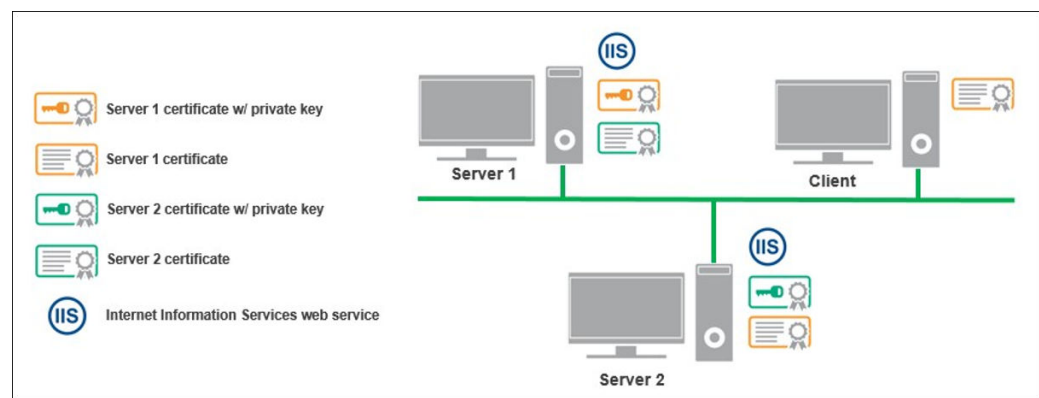 IIS
Server 1 certificate w/ private key
Server 1 certificate
Server 1
Client
Server 2 certificate w/ private key
Server 2 certificate
IIS
IIS
Internet Information Services web service
Server 2